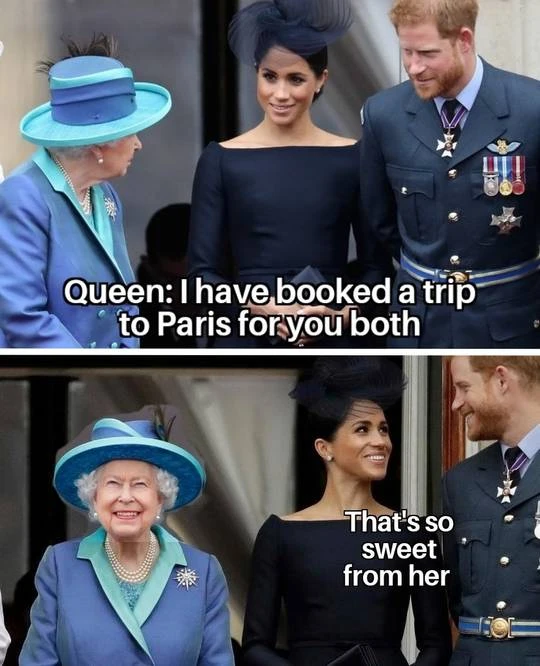 Queen: I have booked a trip
to Paris for you both
That's so
sweet
from her